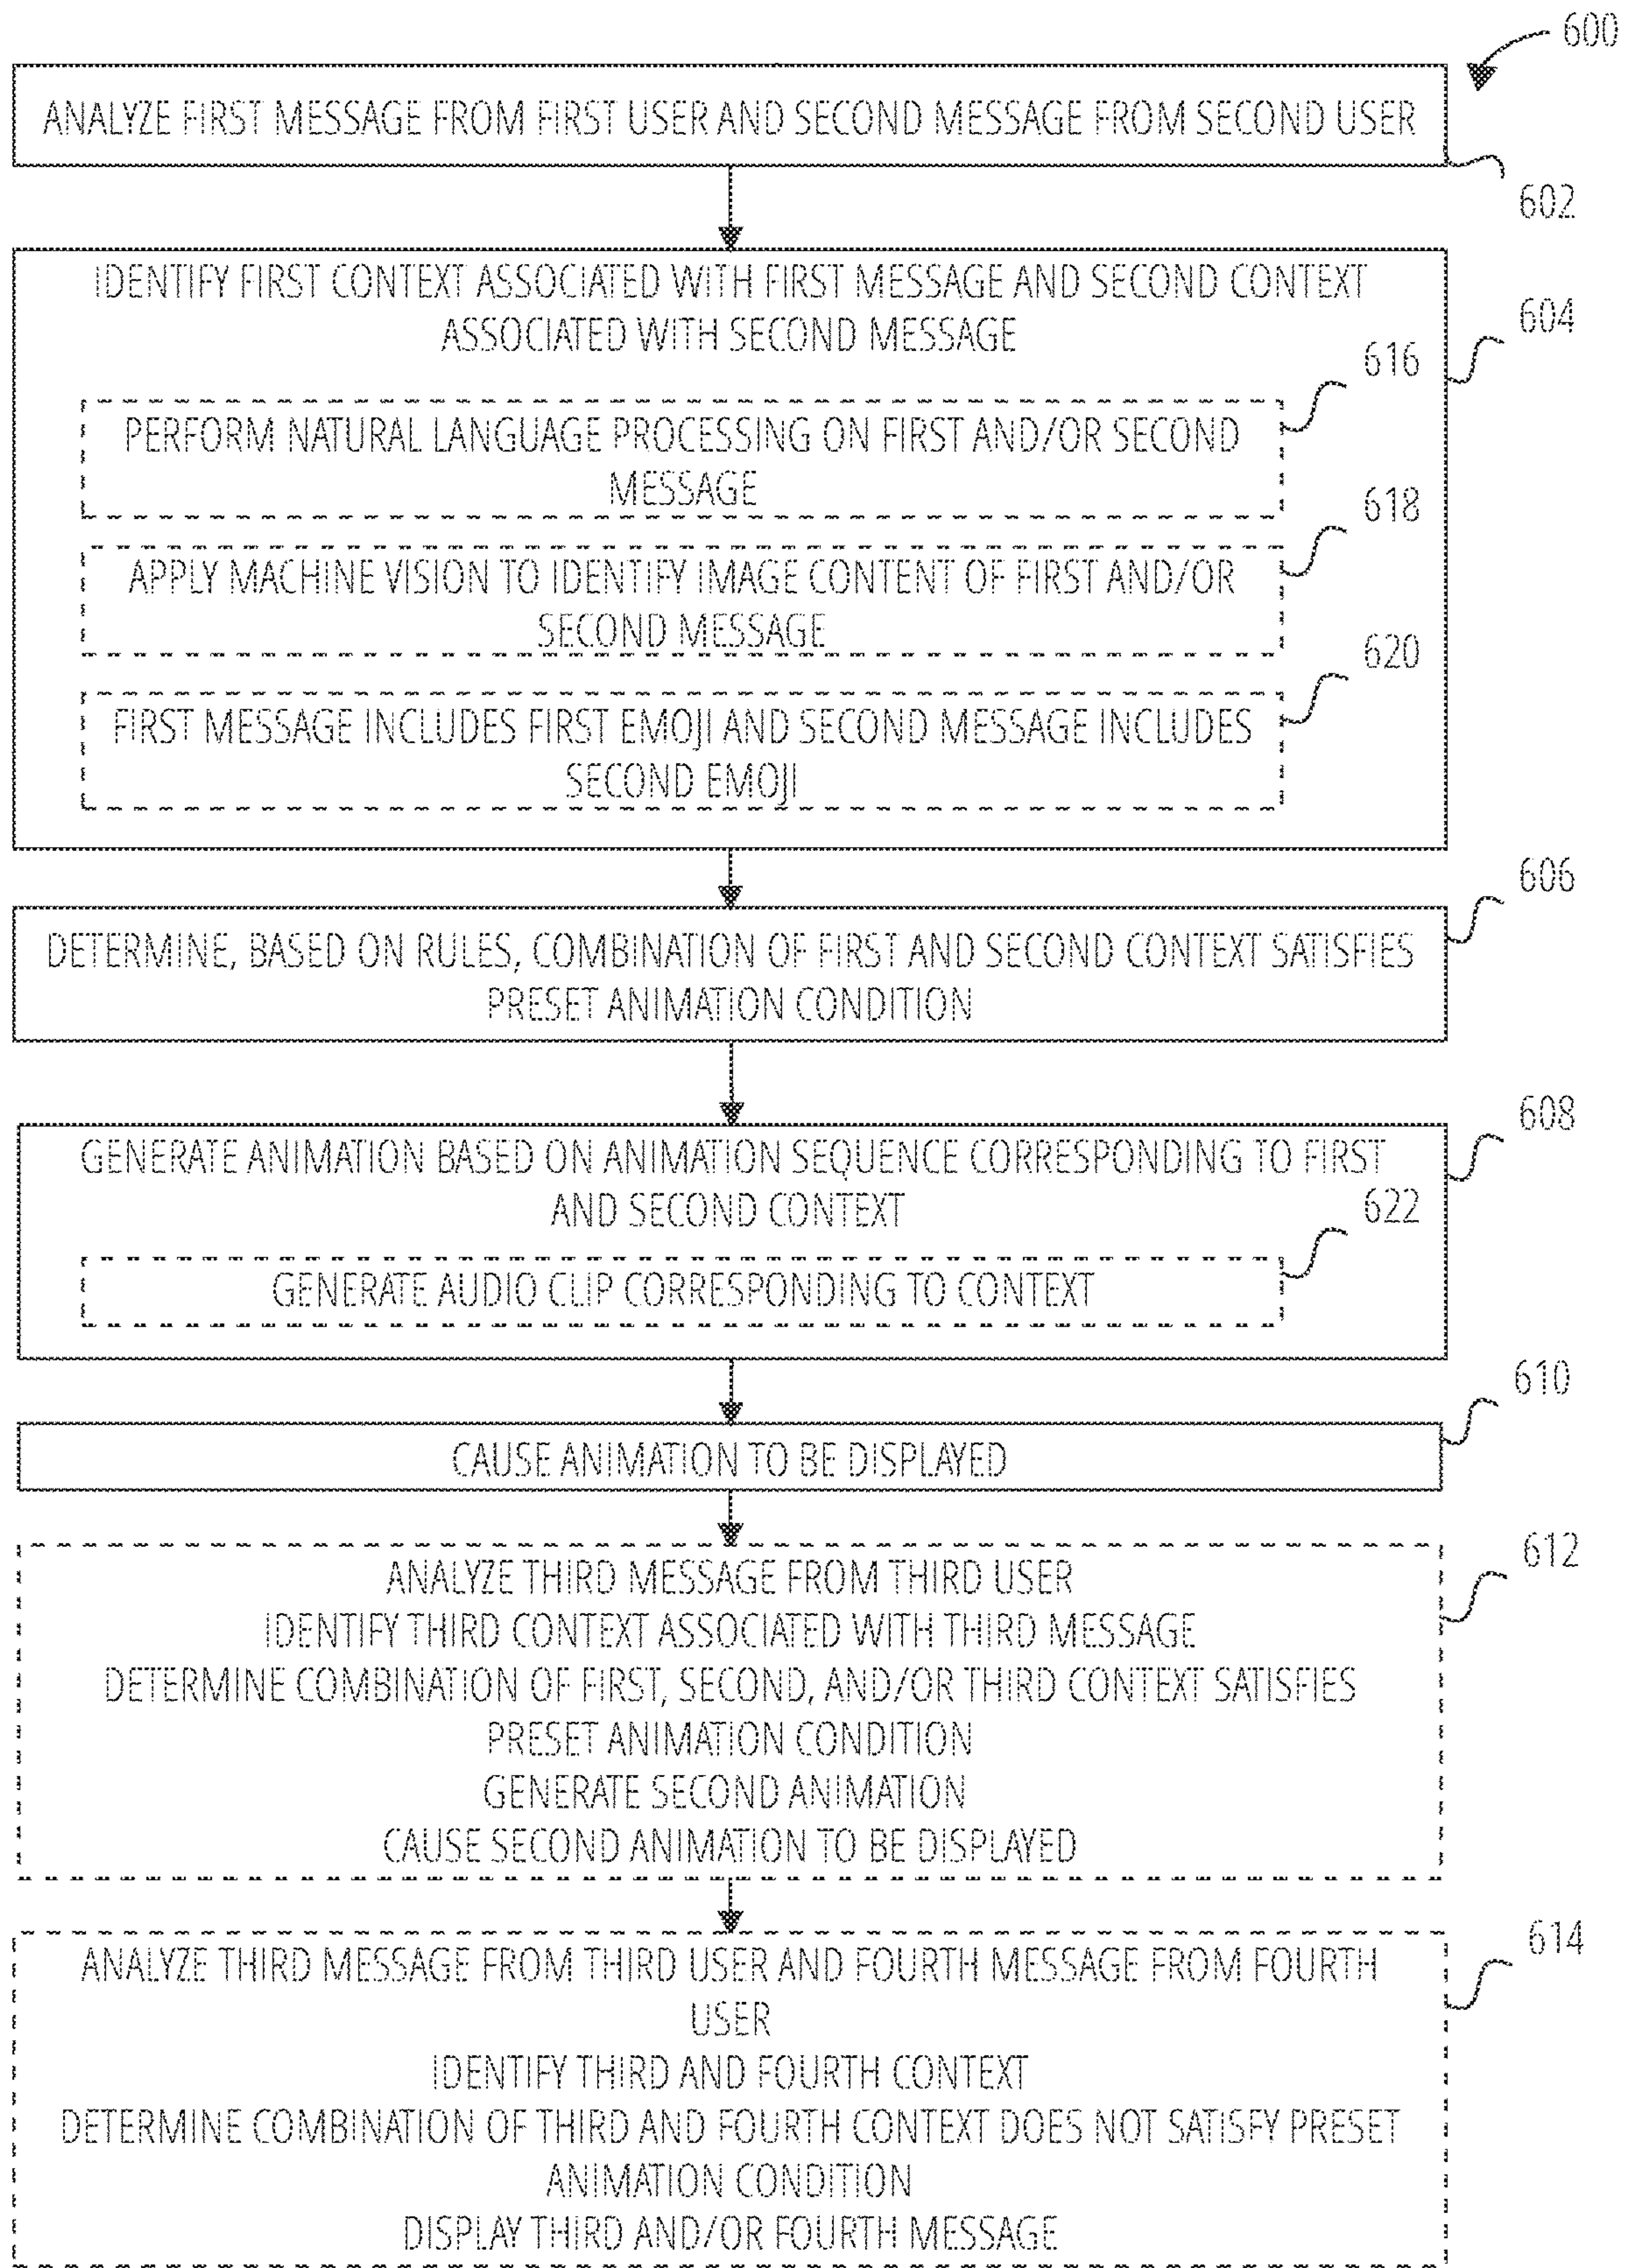 600
ANALYZE FIRST MESSAGE FROM FIRST USER AND SECOND MESSAGE FROM SECOND USER
602
IDENTIFY FIRST CONTEXT ASSOCIATED WITH FIRST MESSAGE AND SECOND CONTEXT
ASSOCIATED WITH SECOND MESSAGE
604
616
PERFORM NATURAL LANGUAGE PROCESSING ON FIRST AND/OR SECOND
MESSAGE
618
APPLY MACHINE VISION TO IDENTIFY IMAGE CONTENT OF FIRST AND/OR
SECOND MESSAGE
620
FIRST MESSAGE INCLUDES FIRST EMOJI AND SECOND MESSAGE INCLUDES
SECOND EMOJI
606
DETERMINE, BASED ON RULES, COMBINATION OF FIRST AND SECOND CONTEXT SATISFIES
PRESET ANIMATION CONDITION
608
GENERATE ANIMATION BASED ON ANIMATION SEQUENCE CORRESPONDING TO FIRST
AND SECOND CONTEXT
622
GENERATE AUDIO CLIP CORRESPONDING TO CONTEXT
610
CAUSE ANIMATION TO BE DISPLAYED
612
ANALYZE THIRD MESSAGE FROM THIRD USER
IDENTIFY THIRD CONTEXT ASSOCIATED WITH THIRD MESSAGE
DETERMINE COMBINATION OF FIRST, SECOND, AND/OR THIRD CONTEXT SATISFIES
PRESET ANIMATION CONDITION
GENERATE SECOND ANIMATION
CAUSE SECOND ANIMATION TO BE DISPLAYED
614
ANALYZE THIRD MESSAGE FROM THIRD USER AND FOURTH MESSAGE FROM FOURTH
USER
IDENTIFY THIRD AND FOURTH CONTEXT
DETERMINE COMBINATION OF THIRD AND FOURTH CONTEXT DOES NOT SATISFY PRESET
ANIMATION CONDITION
DISPLAY THIRD AND/OR FOURTH MESSAGE